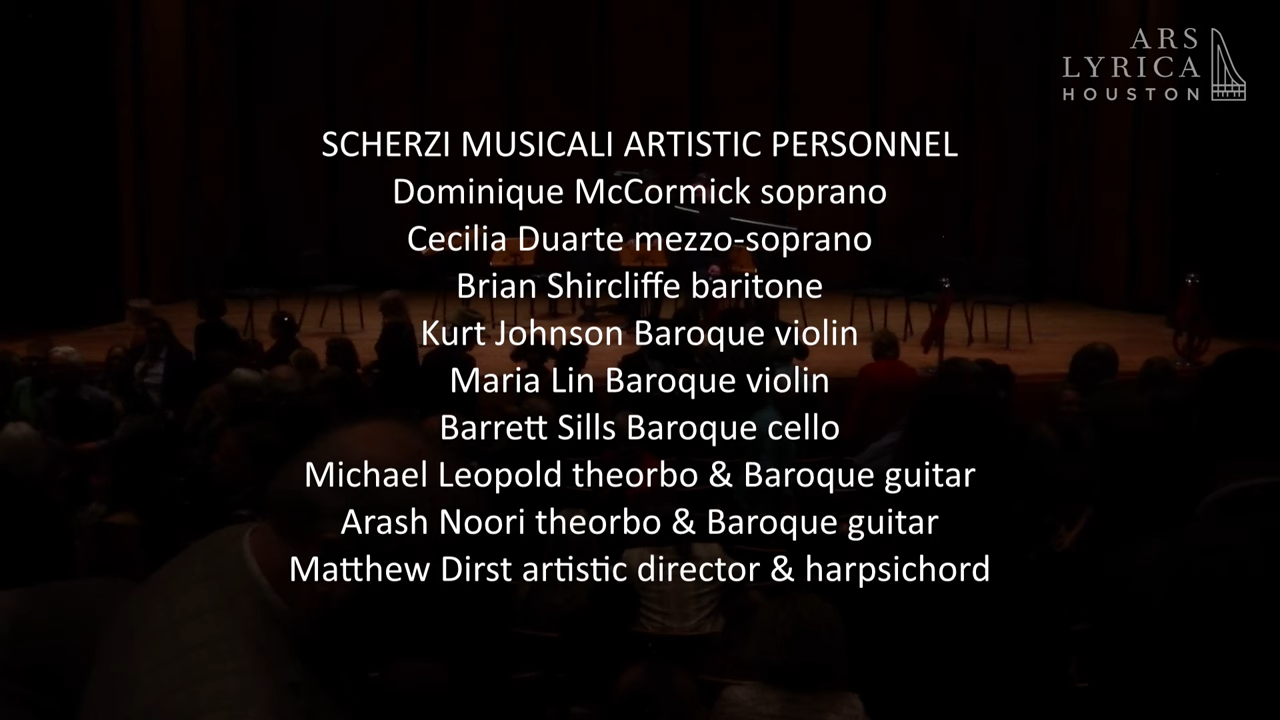 ARS
LYRICA
HOUSTON
SCHERZI MUSICALI ARTISTIC PERSONNEL
Dominique McCormick soprano
Cecilia Duarte mezzo-soprano
Brian Shircliffe baritone
Kurt Johnson Baroque violin
Maria Lin Baroque violin
Barrett Sills Baroque cello
Michael Leopold theorbo & Baroque guitar
Arash Noori theorbo & Baroque guitar
Matthew Dirst artistic director & harpsichord